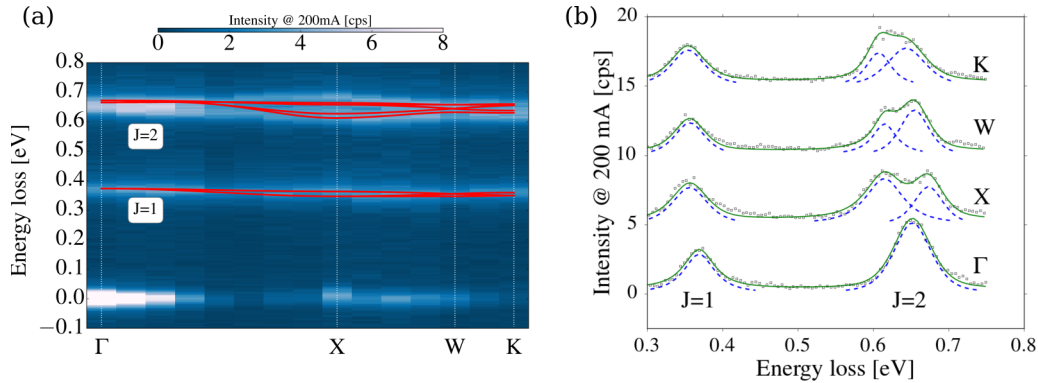 (a)
Intensity @ 200mA [cps]
0 2 4 6 8
Energy loss [eV]
0.8
0.7
0.6
0.5
0.4
0.3
0.2
0.1
0.0
−0.1
J=2
J=1
Γ X W K
(b)
Intensity @ 200 mA [cps]
20
15
10
5
0
K
W
X
Γ
J=1 J=2
0.3 0.4 0.5 0.6 0.7 0.8
Energy loss [eV]